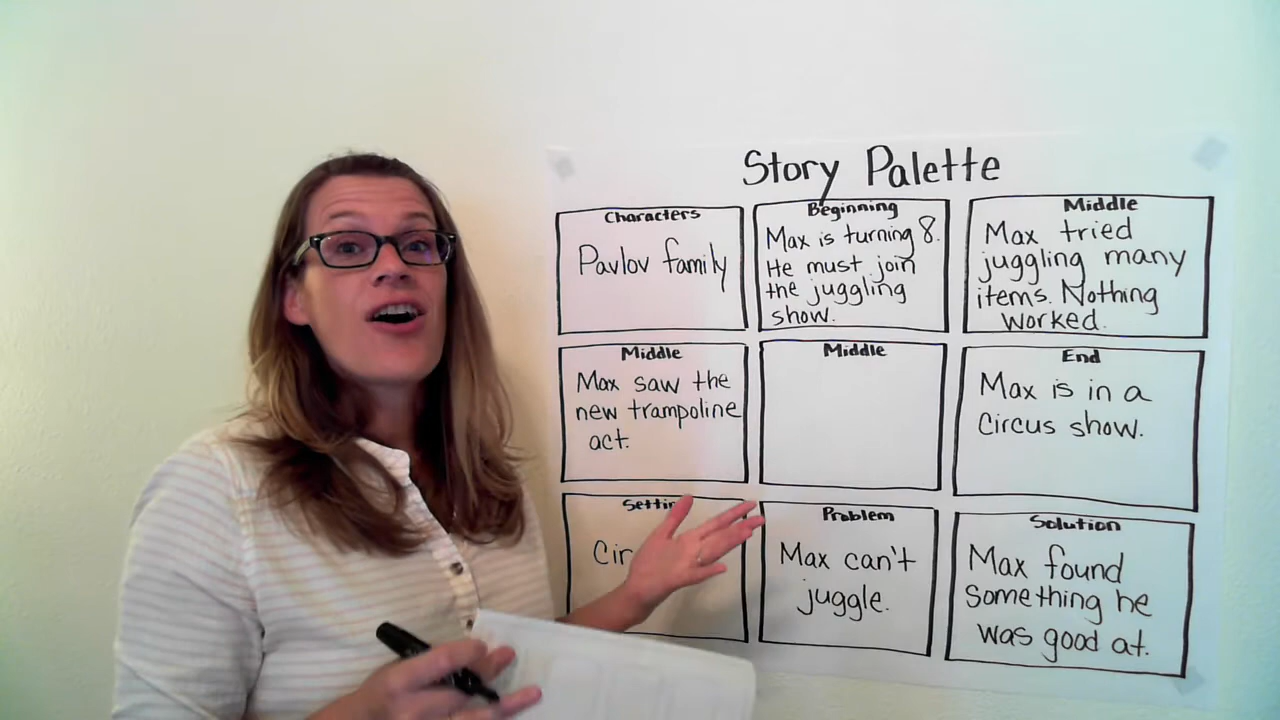 Story Palette
Characters
Pavlov family
Beginning
Max is turning 8.
He must join
the juggling
show.
Middle
Max tried
juggling many
items. Nothing
worked.
Middle
Max saw the
new trampoline
act.
Middle
End
Max is in a
Circus show.
Problem
Max can't
juggle.
Solution
Max found
Something he
was good at.